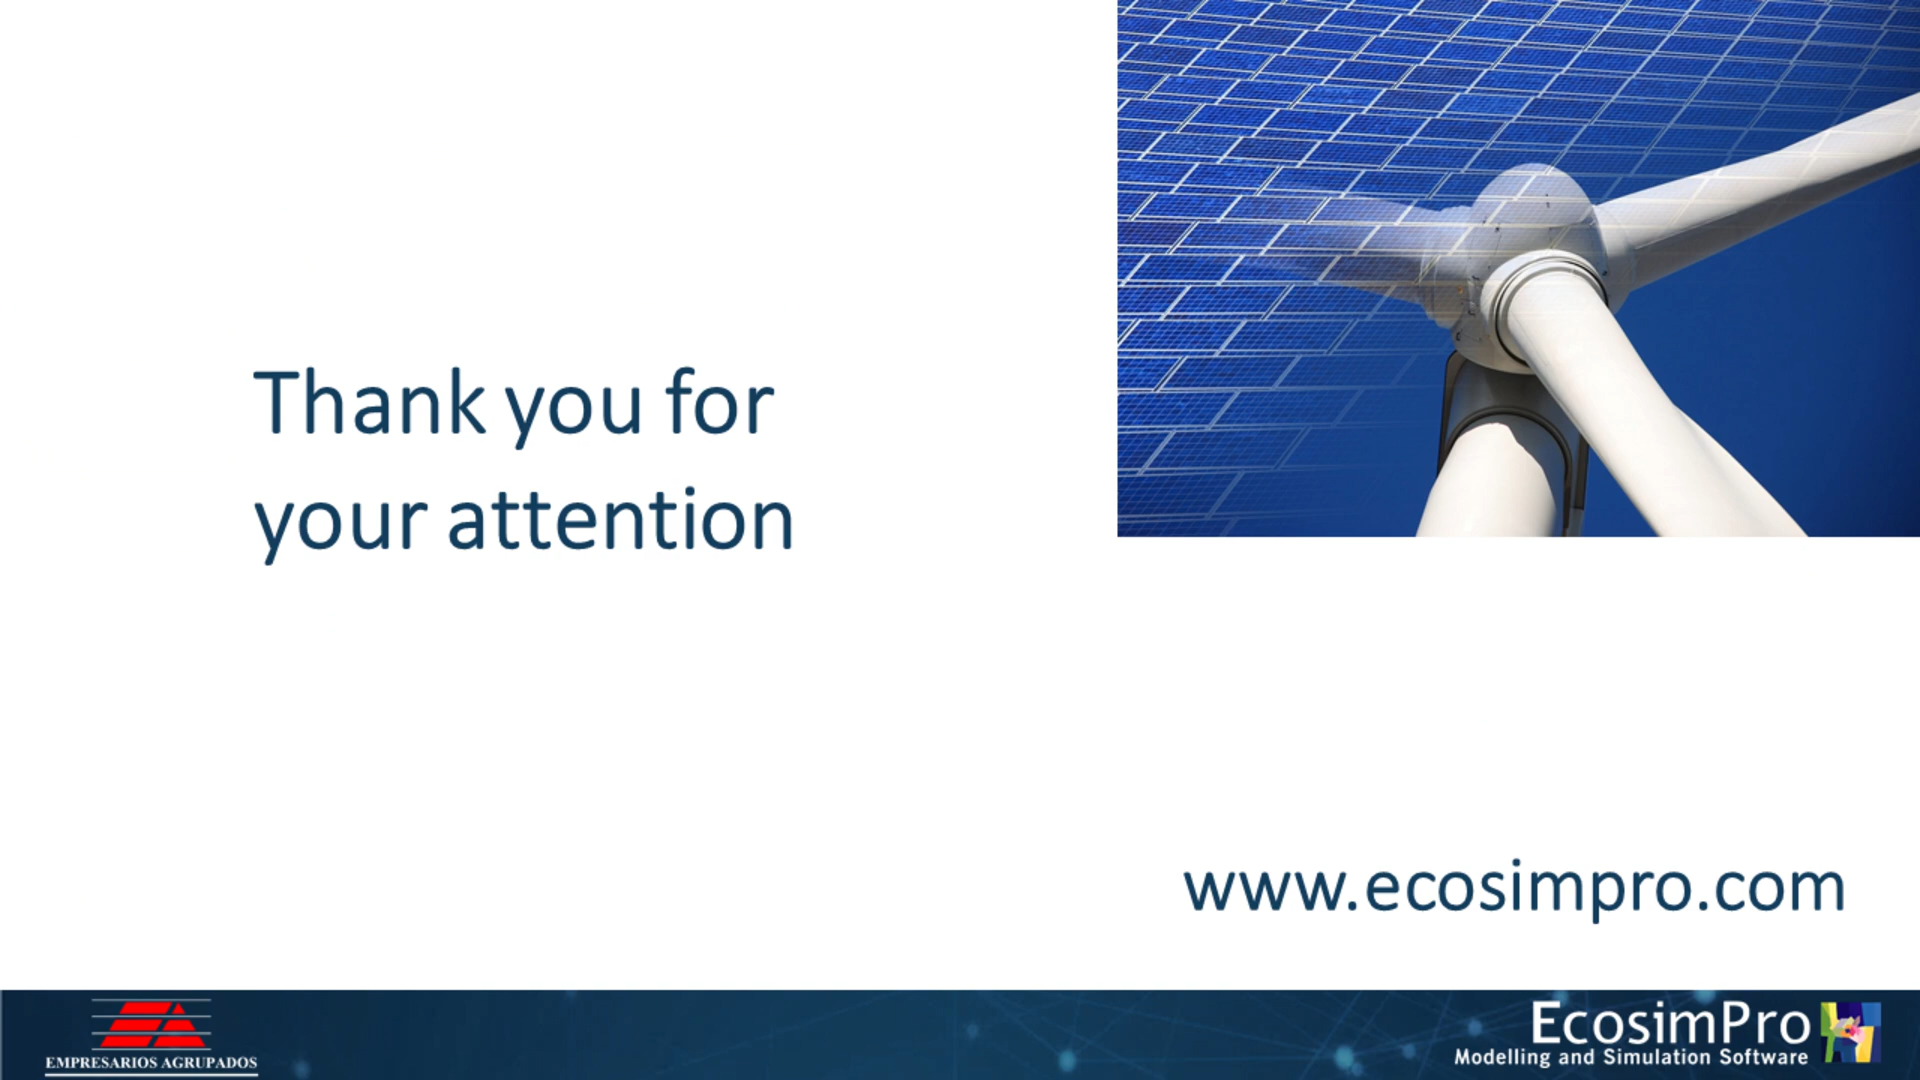 Thank you for
your attention
www.ecosimpro.com
EMPRESARIOS AGRUPADOS
EcosimPro
Modelling and Simulation Software